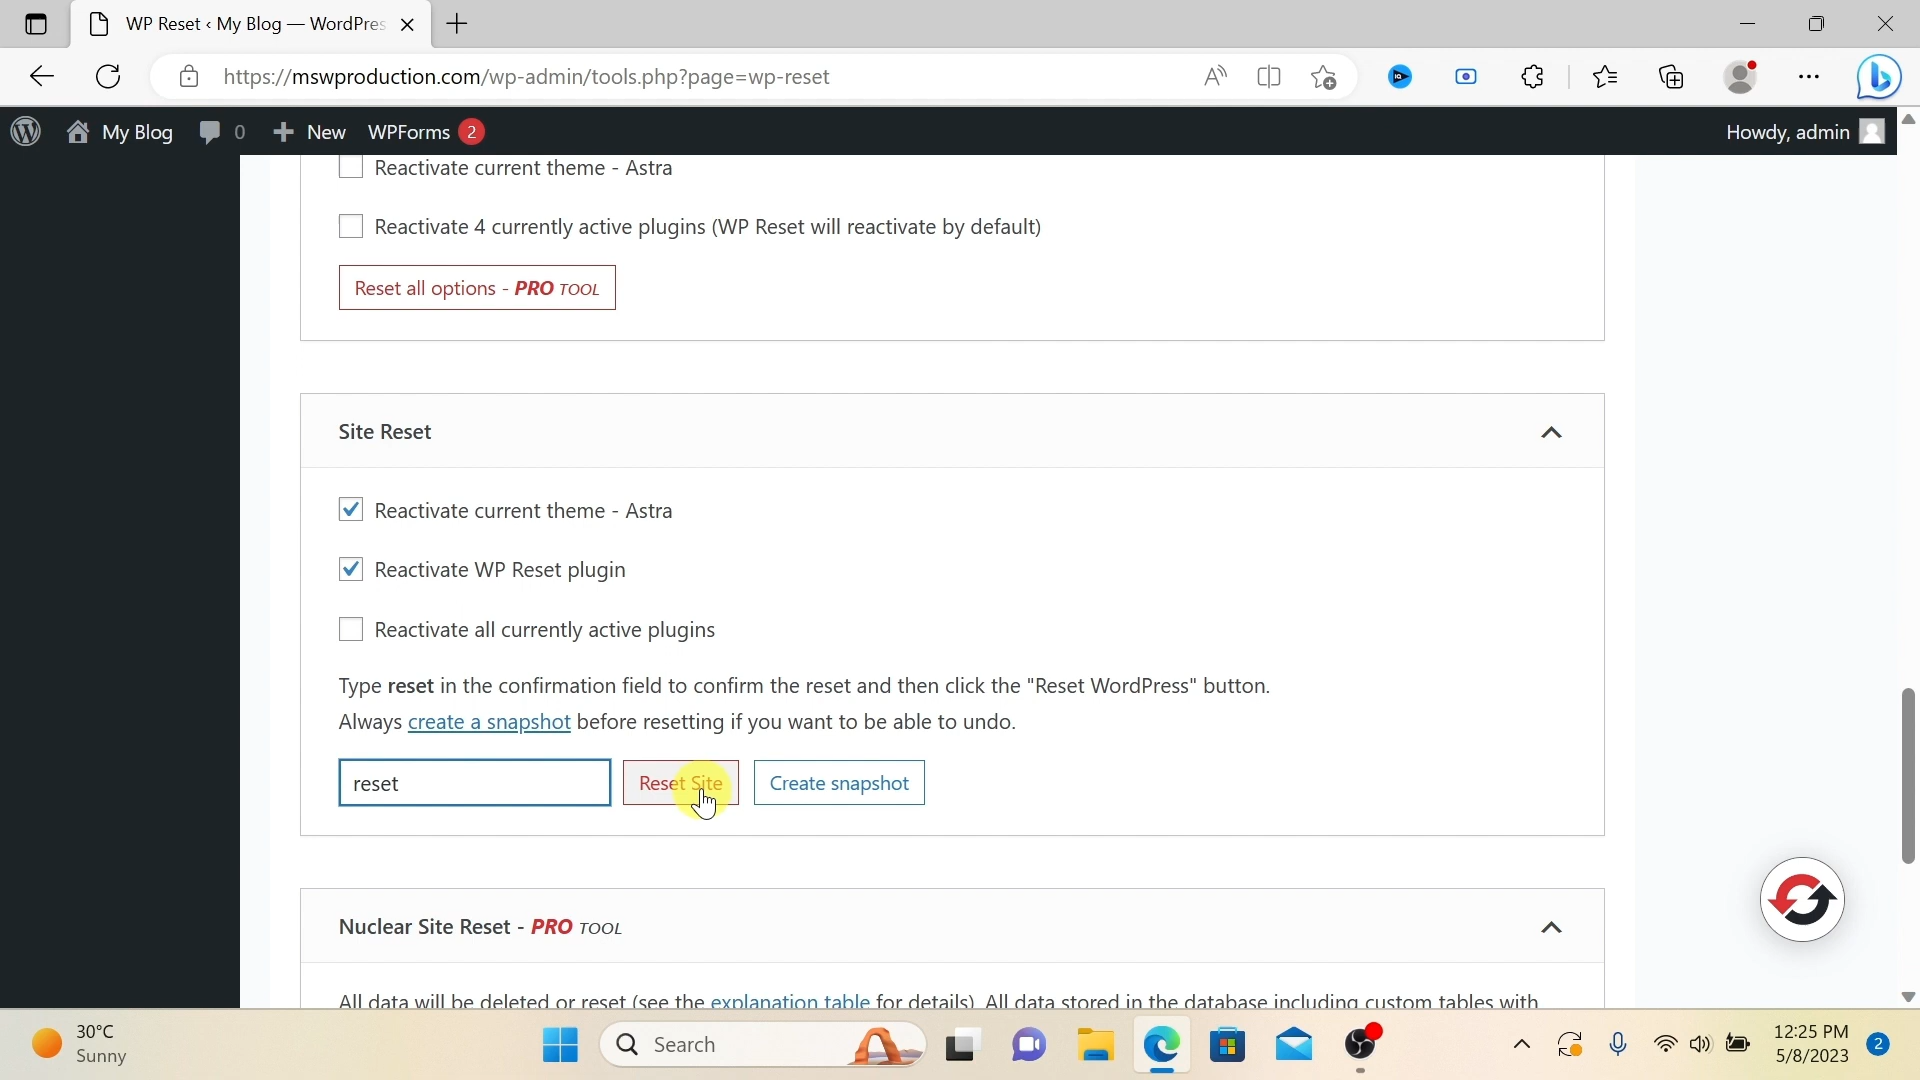 WP Reset ‹ My Blog — WordPres
https://mswproduction.com/wp-admin/tools.php?page=wp-reset
My Blog 0 New WPForms 2 Howdy, admin
Reactivate current theme - Astra
Reactivate 4 currently active plugins (WP Reset will reactivate by default)
Reset all options - PRO TOOL
Site Reset
Reactivate current theme - Astra
Reactivate WP Reset plugin
Reactivate all currently active plugins
Type reset in the confirmation field to confirm the reset and then click the "Reset WordPress" button.
Always create a snapshot before resetting if you want to be able to undo.
reset Reset Site Create snapshot
Nuclear Site Reset - PRO TOOL
All data will be deleted or reset (see the explanation table for details). All data stored in the database including custom tables with
30°C
Sunny
Search
12:25 PM
5/8/2023
2